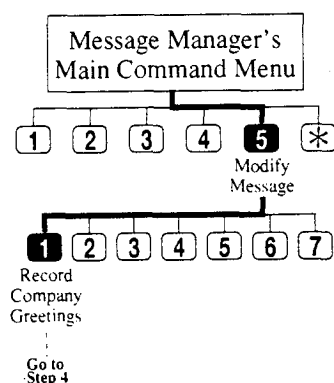 Message Manager's
Main Command Menu
1 2 3 4 5 *
Modify
Message
1 2 3 4 5 6 7
Record
Company
Greetings
Go to
Step 4